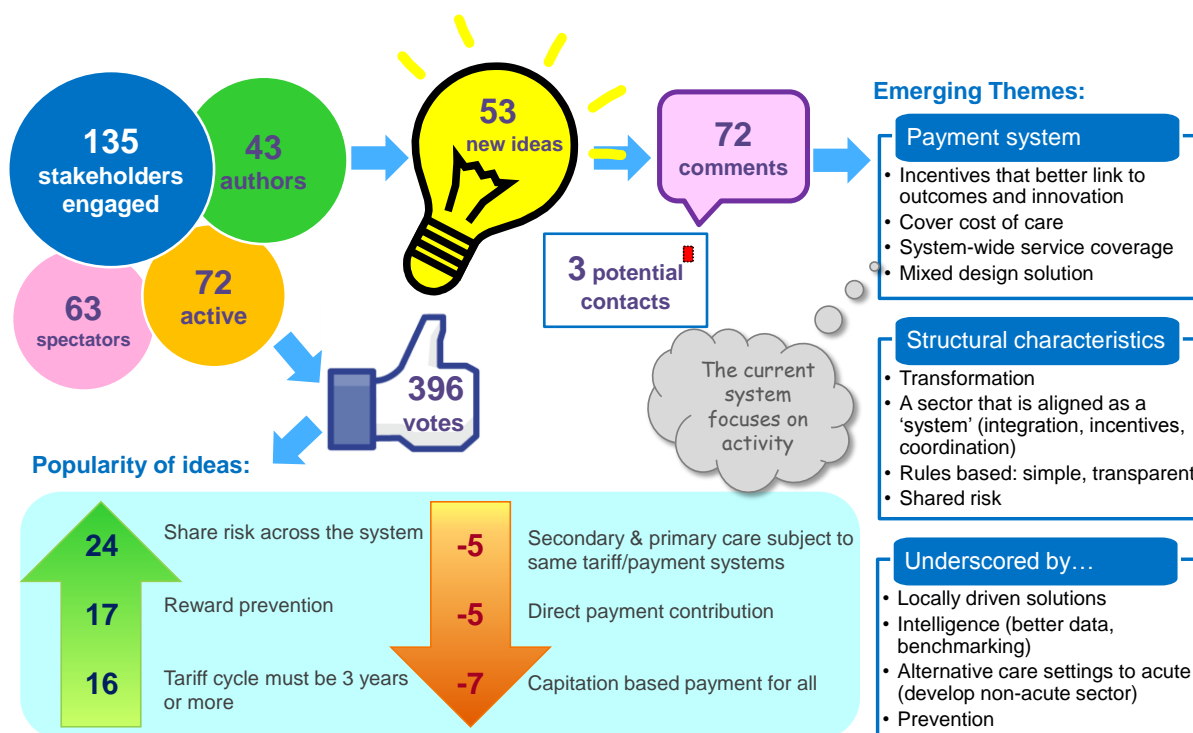 135
stakeholders
engaged
43
authors
63
spectators
72
active
53
new ideas
72
comments
3 potential
contacts
396
votes
The current
system
focuses on
activity
Popularity of ideas:
24
Share risk across the system
17
Reward prevention
16
Tariff cycle must be 3 years
or more
-5
Secondary & primary care subject to
same tariff/payment systems
-5
Direct payment contribution
-7
Capitation based payment for all
Emerging Themes:
Payment system
• Incentives that better link to
outcomes and innovation
• Cover cost of care
• System-wide service coverage
• Mixed design solution
Structural characteristics
• Transformation
• A sector that is aligned as a
‘system’ (integration, incentives,
coordination)
• Rules based: simple, transparent
• Shared risk
Underscored by…
• Locally driven solutions
• Intelligence (better data,
benchmarking)
• Alternative care settings to acute
(develop non-acute sector)
• Prevention